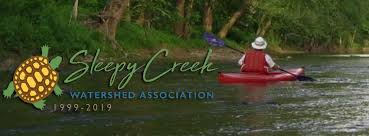 Sleepy Creek
WATERSHED ASSOCIATION
1999-2019